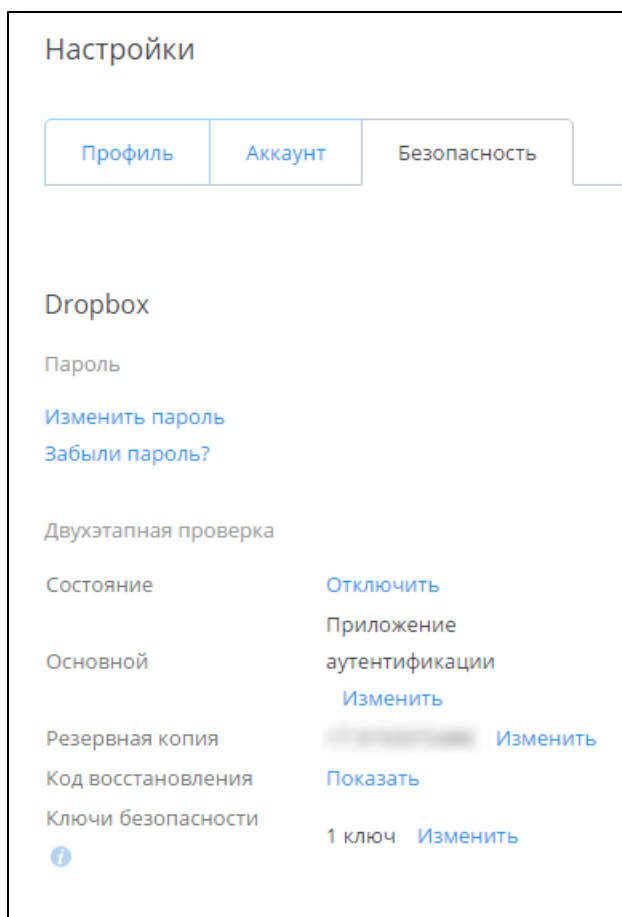 Настройки
Профиль Аккаунт Безопасность
Dropbox
Пароль
Изменить пароль
Забыли пароль?
Двухэтапная проверка
Состояние Отключить
Приложение
Основной аутентификации
Изменить
Резервная копия Изменить
Код восстановления Показать
Ключи безопасности
1 ключ Изменить
i